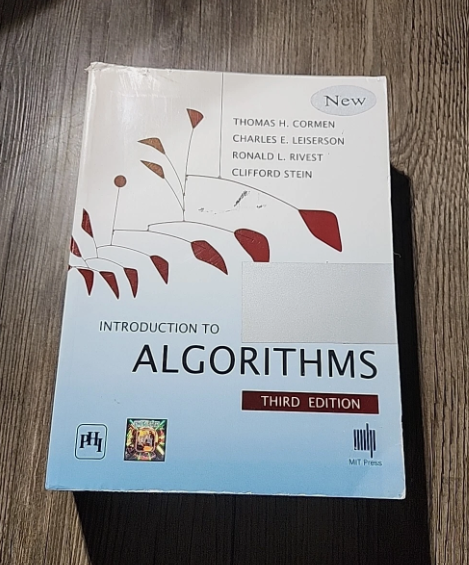 New
THOMAS H. CORMEN
CHARLES E. LEISERSON
RONALD L. RIVEST
CLIFFORD STEIN
INTRODUCTION TO
ALGORITHMS
THIRD EDITION
PHI
MIT Press